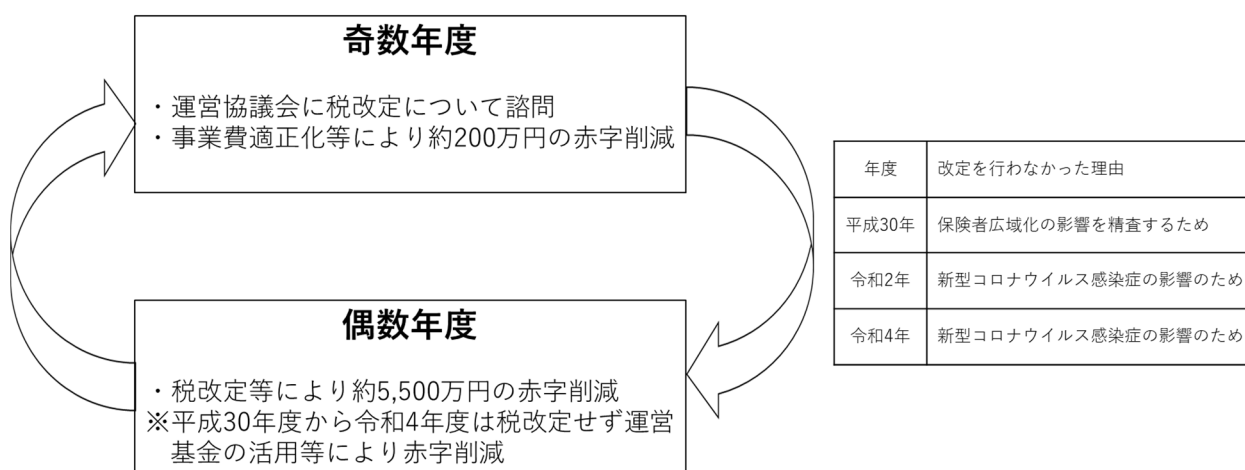 奇数年度
・運営協議会に税改定について諮問
・事業費適正化等により約200万円の赤字削減
偶数年度
・税改定等により約5,500万円の赤字削減
※平成30年度から令和4年度は税改定せず運営
基金の活用等により赤字削減
年度 改定を行わなかった理由
平成30年 保険者広域化の影響を精査するため
令和2年 新型コロナウイルス感染症の影響のため
令和4年 新型コロナウイルス感染症の影響のため